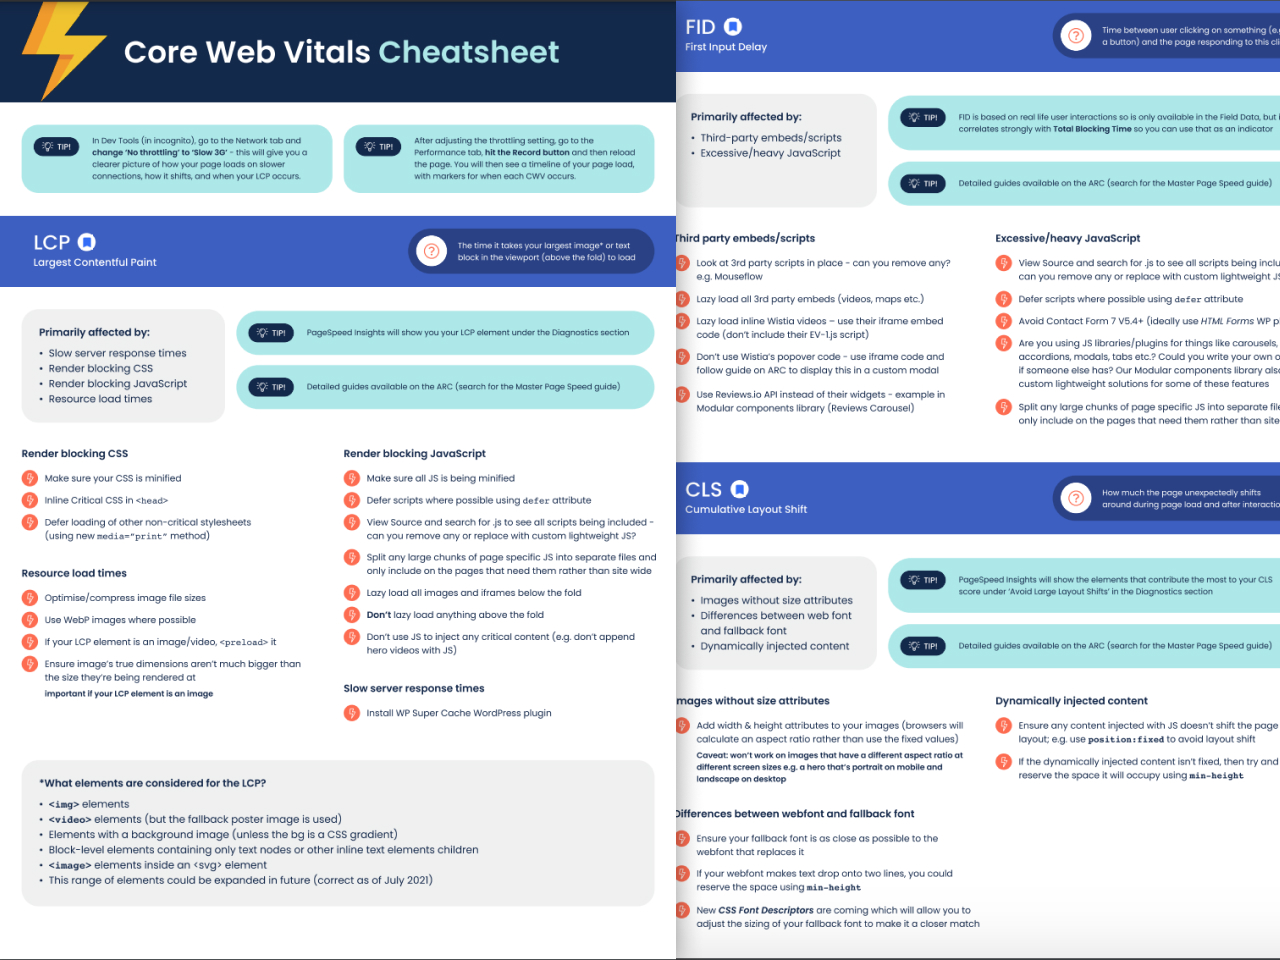 Core Web Vitals Cheatsheet
TIP!
In Dev Tools (in incognito), go to the Network tab and
change 'No throttling' to 'Slow 3G' - this will give you a
clearer picture of how your page loads on slower
connections, how it shifts, and when your LCP occurs.
TIP!
After adjusting the throttling setting, go to the
Performance tab, hit the Record button and then reload
the page. You will then see a timeline of your page load,
with markers for when each CWV occurs.
LCP
Largest Contentful Paint
?
The time it takes your largest image* or text
block in the viewport (above the fold) to load
Primarily affected by:
• Slow server response times
• Render blocking CSS
• Render blocking JavaScript
• Resource load times
TIP!
PageSpeed Insights will show you your LCP element under the Diagnostics section
TIP!
Detailed guides available on the ARC (search for the Master Page Speed guide)
Render blocking CSS
Make sure your CSS is minified
Inline Critical CSS in <head>
Defer loading of other non-critical stylesheets
(using new media="print" method)
Resource load times
Optimise/compress image file sizes
Use WebP images where possible
If your LCP element is an image/video, <preload> it
Ensure image's true dimensions aren't much bigger than
the size they're being rendered at
important if your LCP element is an image
Render blocking JavaScript
Make sure all JS is being minified
Defer scripts where possible using defer attribute
View Source and search for .js to see all scripts being included -
can you remove any or replace with custom lightweight JS?
Split any large chunks of page specific JS into separate files and
only include on the pages that need them rather than site wide
Lazy load all images and iframes below the fold
Don't lazy load anything above the fold
Don't use JS to inject any critical content (e.g. don't append
hero videos with JS)
Slow server response times
Install WP Super Cache WordPress plugin
*What elements are considered for the LCP?
• <img> elements
• <video> elements (but the fallback poster image is used)
• Elements with a background image (unless the bg is a CSS gradient)
• Block-level elements containing only text nodes or other inline text elements children
• <image> elements inside an <svg> element
• This range of elements could be expanded in future (correct as of July 2021)
FID
First Input Delay
?
Time between user clicking on something (e.
a button) and the page responding to this cli
Primarily affected by:
• Third-party embeds/scripts
• Excessive/heavy JavaScript
TIP!
FID is based on real life user interactions so is only available in the Field Data, but i
correlates strongly with Total Blocking Time so you can use that as an indicator
TIP!
Detailed guides available on the ARC (search for the Master Page Speed guide)
Third party embeds/scripts
Look at 3rd party scripts in place - can you remove any?
e.g. Mouseflow
Lazy load all 3rd party embeds (videos, maps etc.)
Lazy load inline Wistia videos – use their iframe embed
code (don't include their EV-1.js script)
Don't use Wistia's popover code - use iframe code and
follow guide on ARC to display this in a custom modal
Use Reviews.io API instead of their widgets - example in
Modular components library (Reviews Carousel)
Excessive/heavy JavaScript
View Source and search for .js to see all scripts being inclu
can you remove any or replace with custom lightweight JS
Defer scripts where possible using defer attribute
Avoid Contact Form 7 V5.4+ (ideally use HTML Forms WP pl
Are you using JS libraries/plugins for things like carousels,
accordions, modals, tabs etc.? Could you write your own o
if someone else has? Our Modular components library also
custom lightweight solutions for some of these features
Split any large chunks of page specific JS into separate file
only include on the pages that need them rather than site
CLS
Cumulative Layout Shift
?
How much the page unexpectedly shifts
around during page load and after interactio
Primarily affected by:
• Images without size attributes
• Differences between web font
and fallback font
• Dynamically injected content
TIP!
PageSpeed Insights will show the elements that contribute the most to your CLS
score under 'Avoid Large Layout Shifts' in the Diagnostics section
TIP!
Detailed guides available on the ARC (search for the Master Page Speed guide)
mages without size attributes
Add width & height attributes to your images (browsers will
calculate an aspect ratio rather than use the fixed values)
Caveat: won't work on images that have a different aspect ratio at
different screen sizes e.g. a hero that's portrait on mobile and
landscape on desktop
Differences between webfont and fallback font
Ensure your fallback font is as close as possible to the
webfont that replaces it
If your webfont makes text drop onto two lines, you could
reserve the space using min-height
New CSS Font Descriptors are coming which will allow you to
adjust the sizing of your fallback font to make it a closer match
Dynamically injected content
Ensure any content injected with JS doesn't shift the page
layout; e.g. use position:fixed to avoid layout shift
If the dynamically injected content isn't fixed, then try and
reserve the space it will occupy using min-height